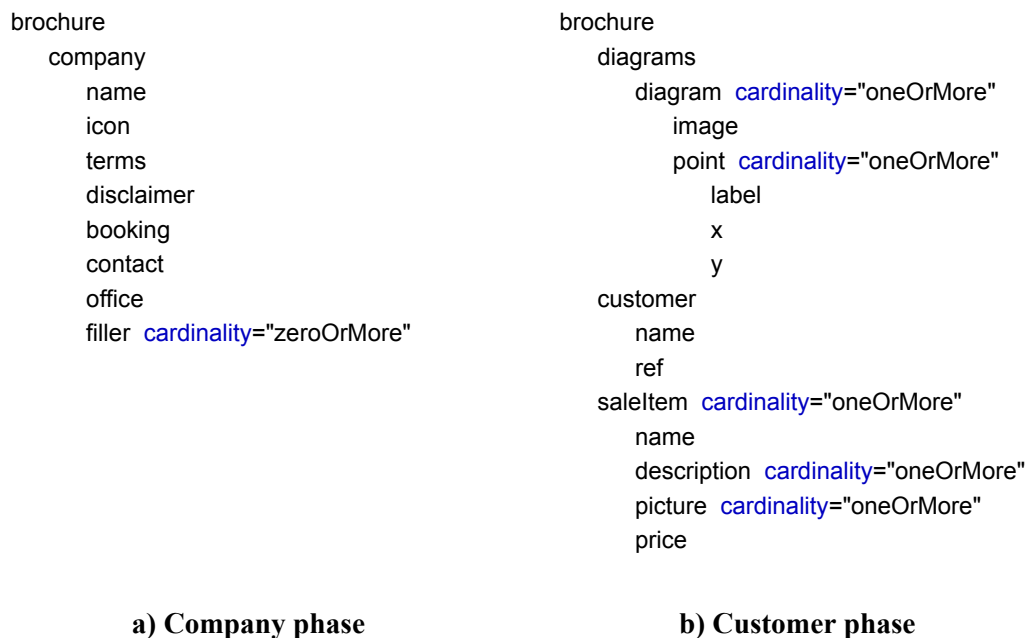 brochure
company
name
icon
terms
disclaimer
booking
contact
office
filler cardinality="zeroOrMore"
a) Company phase
brochure
diagrams
diagram cardinality="oneOrMore"
image
point cardinality="oneOrMore"
label
x
y
customer
name
ref
saleItem cardinality="oneOrMore"
name
description cardinality="oneOrMore"
picture cardinality="oneOrMore"
price
b) Customer phase